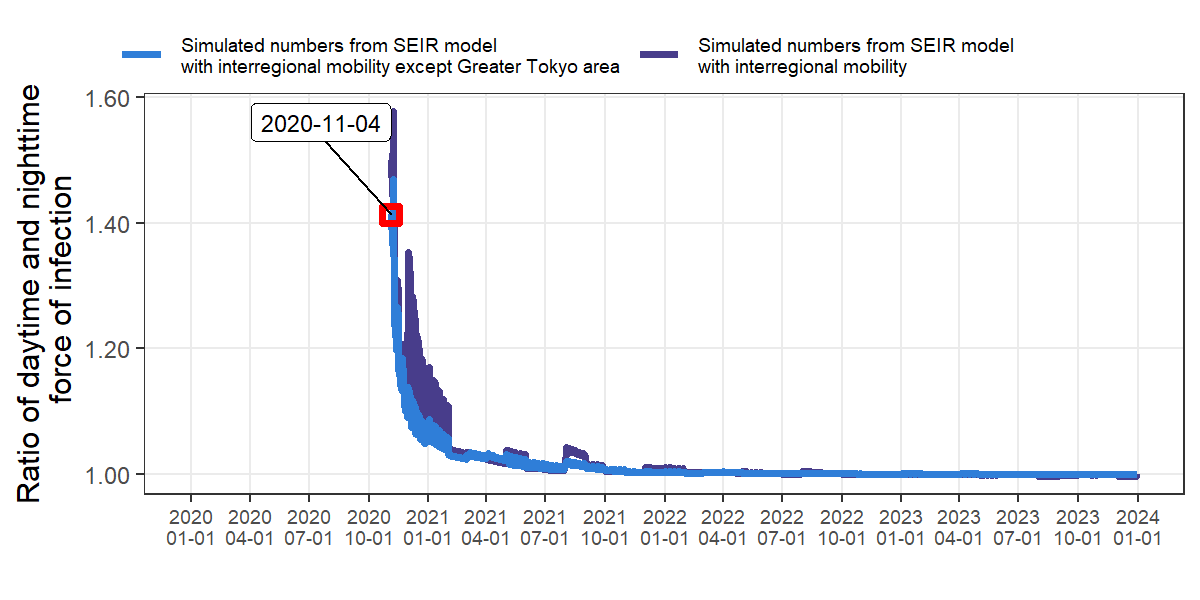 Simulated numbers from SEIR model
with interregional mobility except Greater Tokyo area
Simulated numbers from SEIR model
with interregional mobility
Ratio of daytime and nighttime
force of infection
1.60
1.40
1.20
1.00
2020-11-04
2020 2020 2020 2020 2021 2021 2021 2021 2022 2022 2022 2022 2023 2023 2023 2023 2024
01-01 04-01 07-01 10-01 01-01 04-01 07-01 10-01 01-01 04-01 07-01 10-01 01-01 04-01 07-01 10-01 01-01